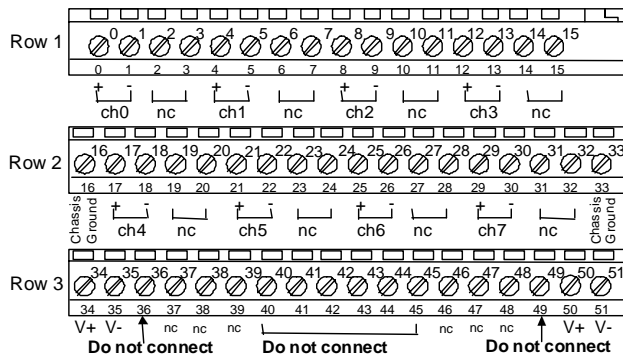 Row 1
0 1 2 3 4 5 6 7 8 9 10 11 12 13 14 15
0 1 2 3 4 5 6 7 8 9 10 11 12 13 14 15
+ - + - + - + -
ch0 nc ch1 nc ch2 nc ch3 nc
Row 2
16 17 18 19 20 21 22 23 24 25 26 27 28 29 30 31 32 33
16 17 18 19 20 21 22 23 24 25 26 27 28 29 30 31 32 33
Chassis Ground
+ - + - + - + -
ch4 nc ch5 nc ch6 nc ch7 nc
Chassis Ground
Row 3
34 35 36 37 38 39 40 41 42 43 44 45 46 47 48 49 50 51
34 35 36 37 38 39 40 41 42 43 44 45 46 47 48 49 50 51
V+ V- nc nc nc nc nc nc V+ V-
Do not connect Do not connect Do not connect